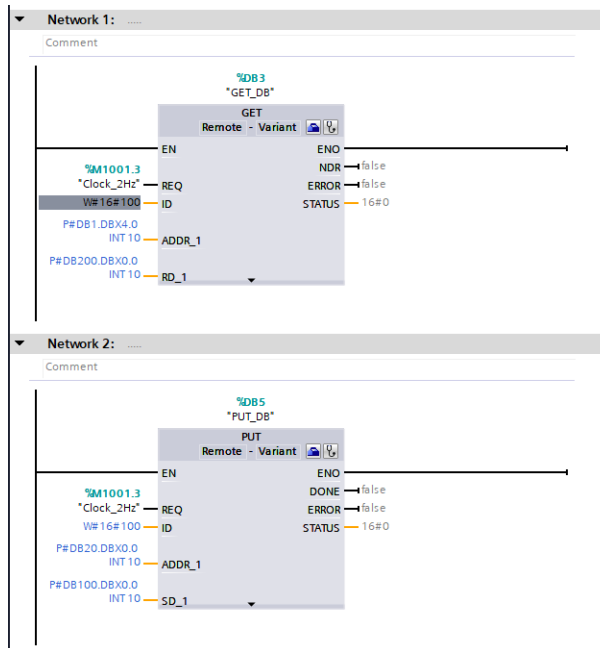 Network 1: .....
Comment
%DB3
"GET_DB"
GET
Remote - Variant
EN ENO
NDR false
%M1001.3
"Clock_2Hz" REQ ERROR false
W#16#100 ID STATUS 16#0
P#DB1.DBX4.0
INT 10 ADDR_1
P#DB200.DBX0.0
INT 10 RD_1
Network 2: .....
Comment
%DB5
"PUT_DB"
PUT
Remote - Variant
EN ENO
DONE false
%M1001.3
"Clock_2Hz" REQ ERROR false
W#16#100 ID STATUS 16#0
P#DB20.DBX0.0
INT 10 ADDR_1
P#DB100.DBX0.0
INT 10 SD_1